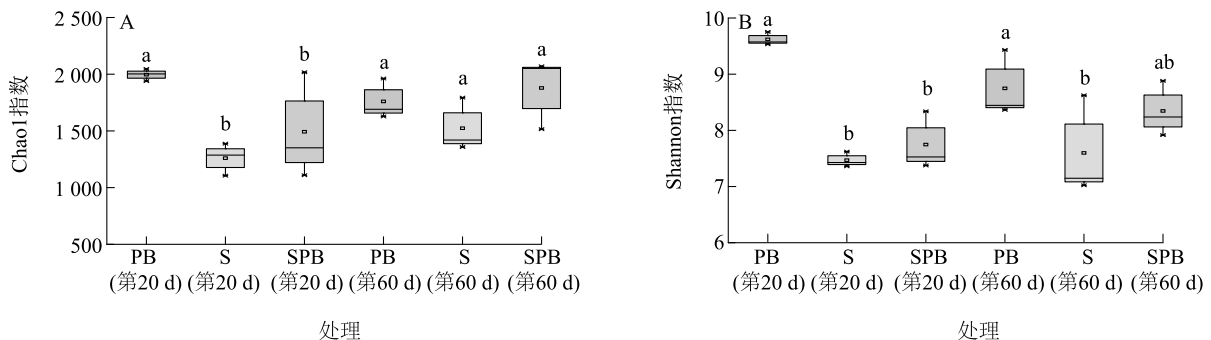 A
2 500
2 000
1 500
1 000
500
Chao1指数
a
b
b
a
a
a
PB
(第20 d)
S
(第20 d)
SPB
(第20 d)
PB
(第60 d)
S
(第60 d)
SPB
(第60 d)
处理
B
10
9
8
7
6
Shannon指数
a
b
b
a
b
ab
PB
(第20 d)
S
(第20 d)
SPB
(第20 d)
PB
(第60 d)
S
(第60 d)
SPB
(第60 d)
处理